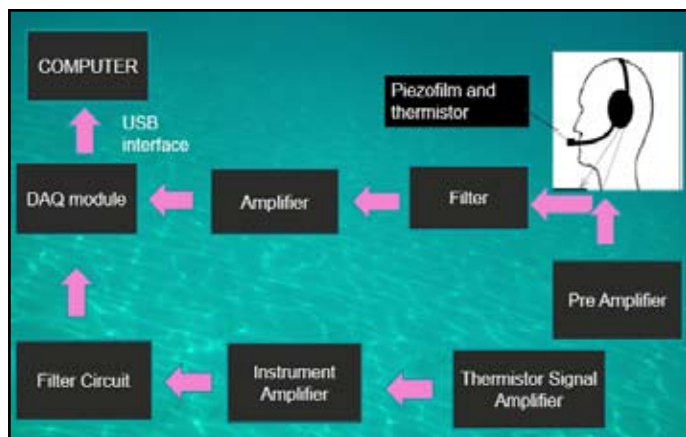 COMPUTER
Piezofilm and
thermistor
USB
interface
DAQ module
Amplifier
Filter
Pre Amplifier
Filter Circuit
Instrument
Amplifier
Thermistor Signal
Amplifier